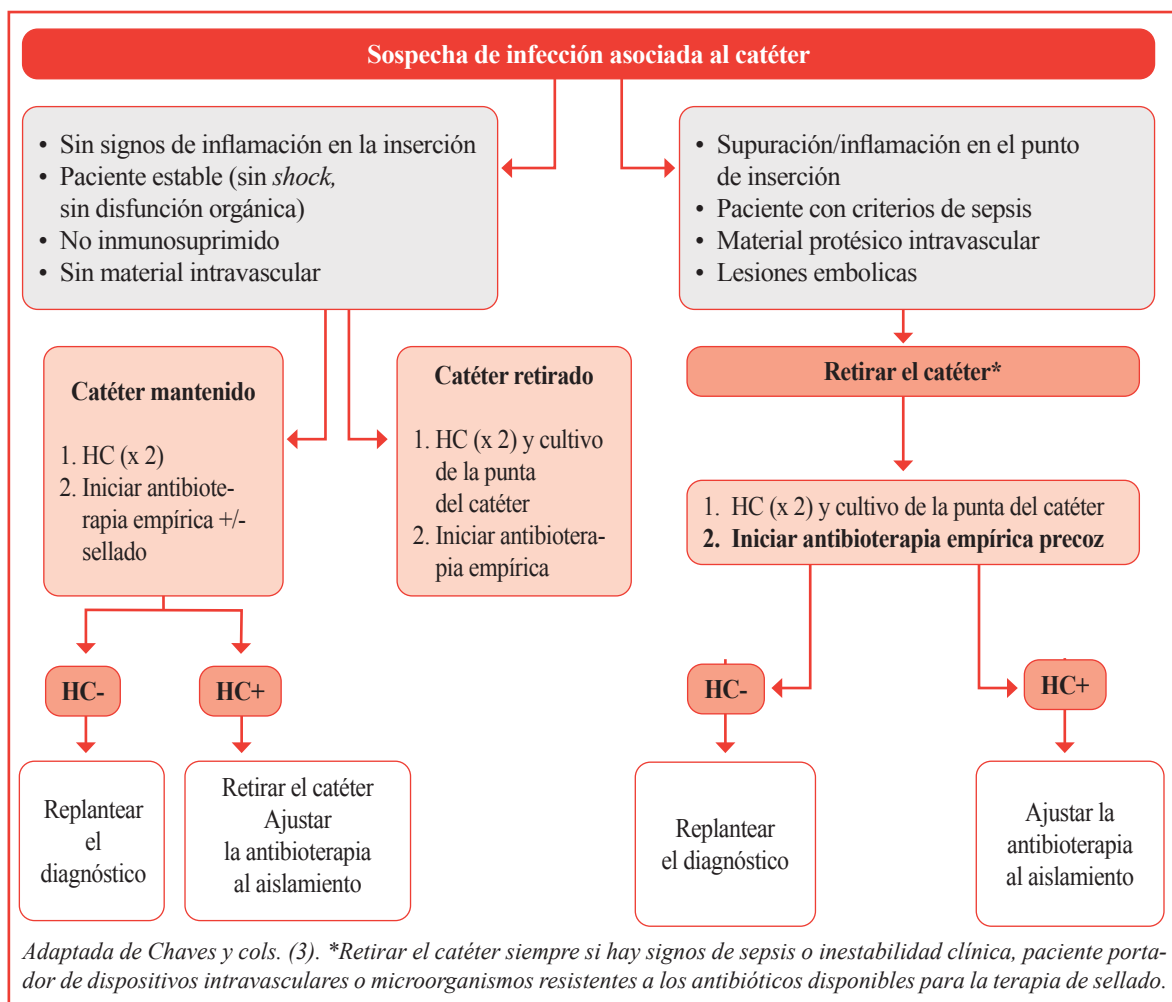 Sospecha de infección asociada al catéter
• Sin signos de inflamación en la inserción
• Paciente estable (sin shock,
sin disfunción orgánica)
• No inmunosuprimido
• Sin material intravascular
• Supuración/inflamación en el punto
de inserción
• Paciente con criterios de sepsis
• Material protésico intravascular
• Lesiones embolicas
Catéter mantenido
1. HC (x 2)
2. Iniciar antibiote-
rapia empírica +/-
sellado
Catéter retirado
1. HC (x 2) y cultivo
de la punta
del catéter
2. Iniciar antibiotera-
pia empírica
Retirar el catéter*
1. HC (x 2) y cultivo de la punta del catéter
2. Iniciar antibioterapia empírica precoz
HC-
HC+
HC-
HC+
Replantear
el
diagnóstico
Retirar el catéter
Ajustar
la antibioterapia
al aislamiento
Replantear
el diagnóstico
Ajustar la
antibioterapia
al aislamiento
Adaptada de Chaves y cols. (3). *Retirar el catéter siempre si hay signos de sepsis o inestabilidad clínica, paciente porta-
dor de dispositivos intravasculares o microorganismos resistentes a los antibióticos disponibles para la terapia de sellado.